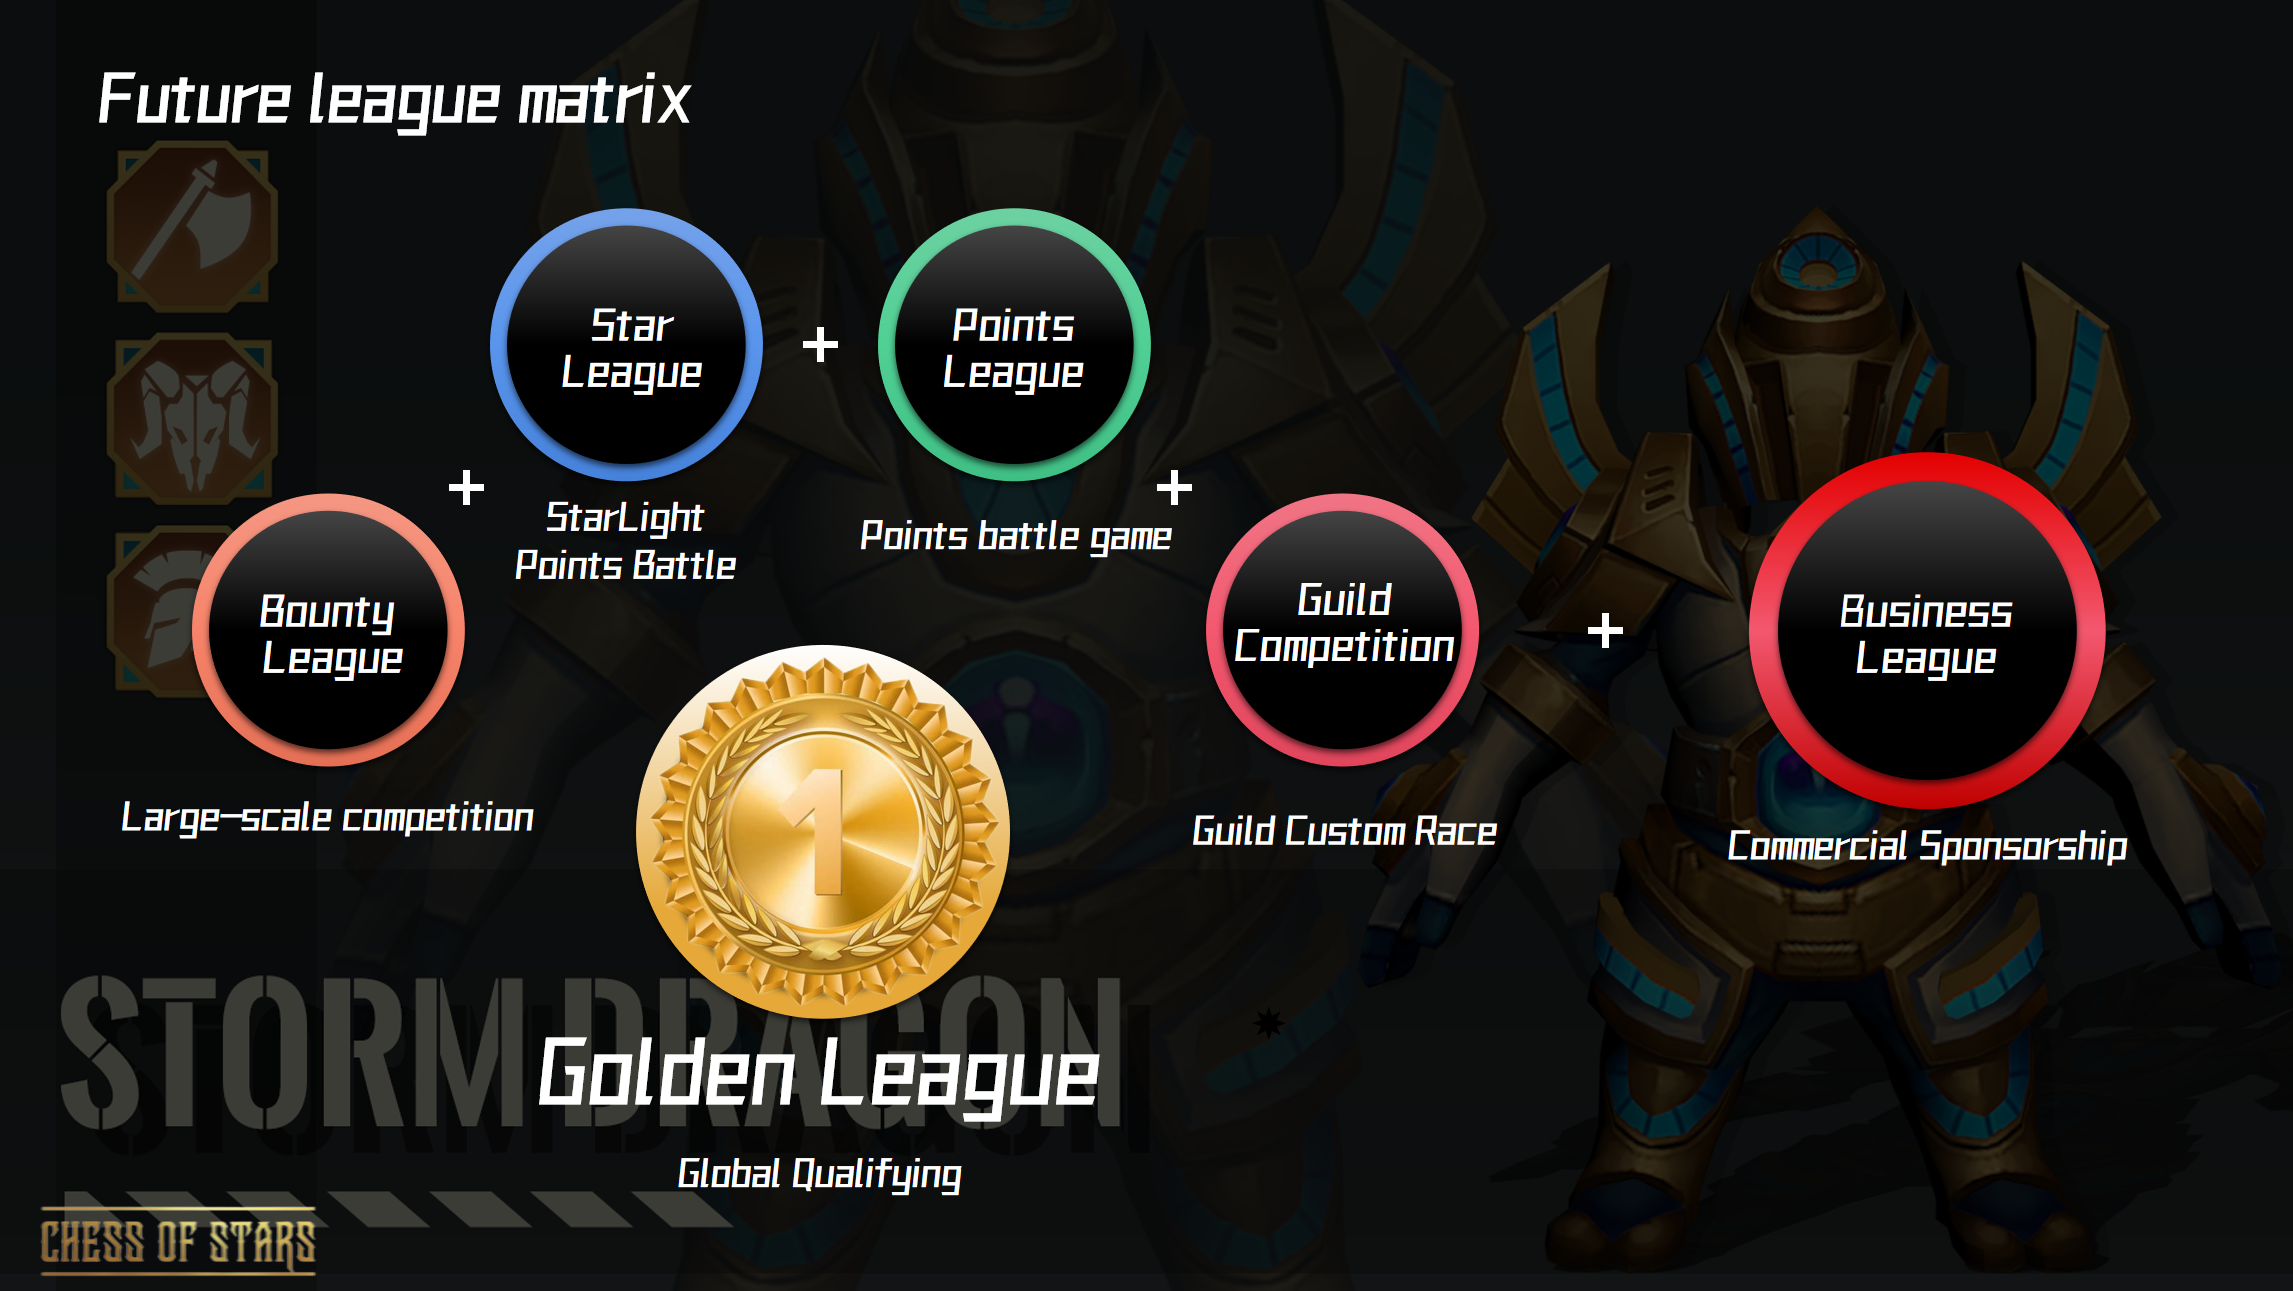 Future league matrix
Star
League
+
Points
League
+
StarLight
Points Battle
Points battle game
+
Bounty
League
Guild
Competition
+
Business
League
Large-scale competition
1
Guild Custom Race
Commercial Sponsorship
STORM DRAGON
Golden League
Global Qualifying
CHESS OF STARS